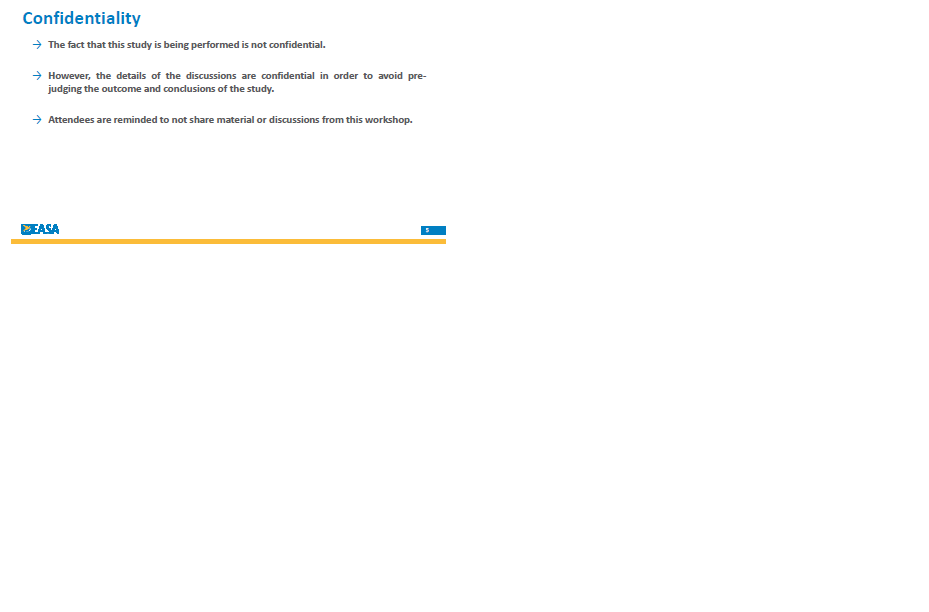 Confidentiality
→ The fact that this study is being performed is not confidential.
→ However, the details of the discussions are confidential in order to avoid pre-
judging the outcome and conclusions of the study.
→ Attendees are reminded to not share material or discussions from this workshop.
EASA
5